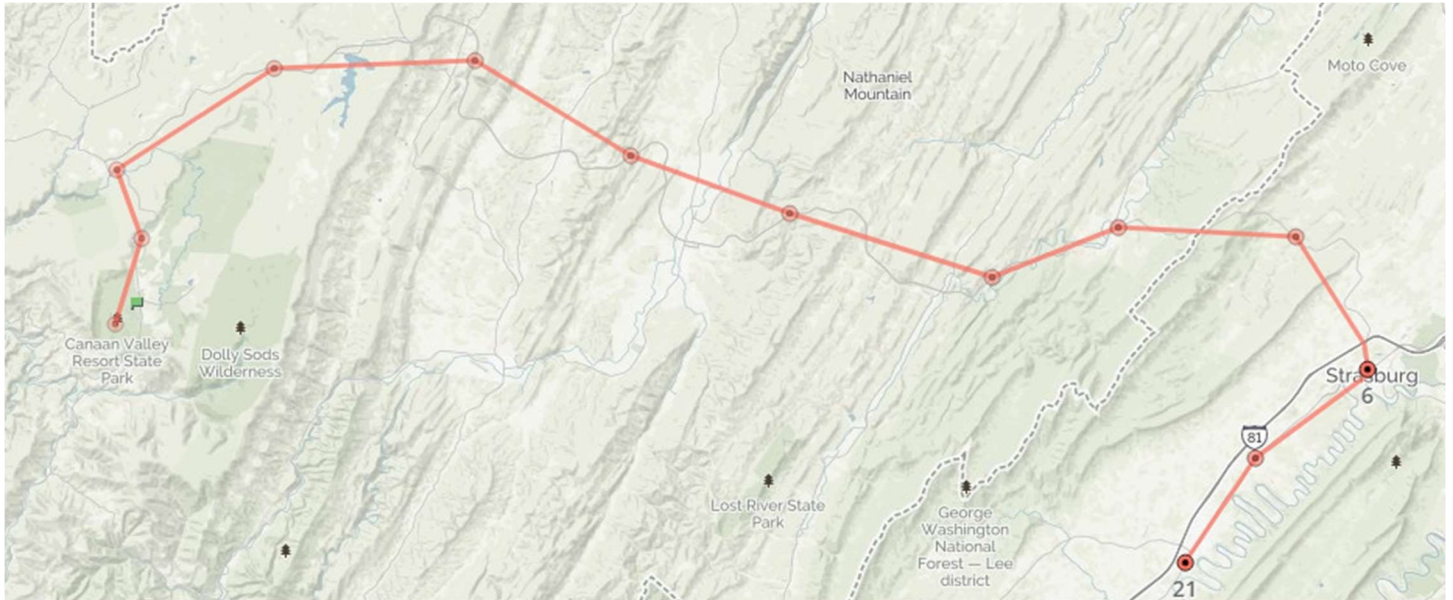 Nathaniel
Mountain
Moto Cove
Canaan Valley
Resort State
Park
Dolly Sods
Wilderness
Strasburg
6
81
Lost River State
Park
George
Washington
National
Forest — Lee
district
21